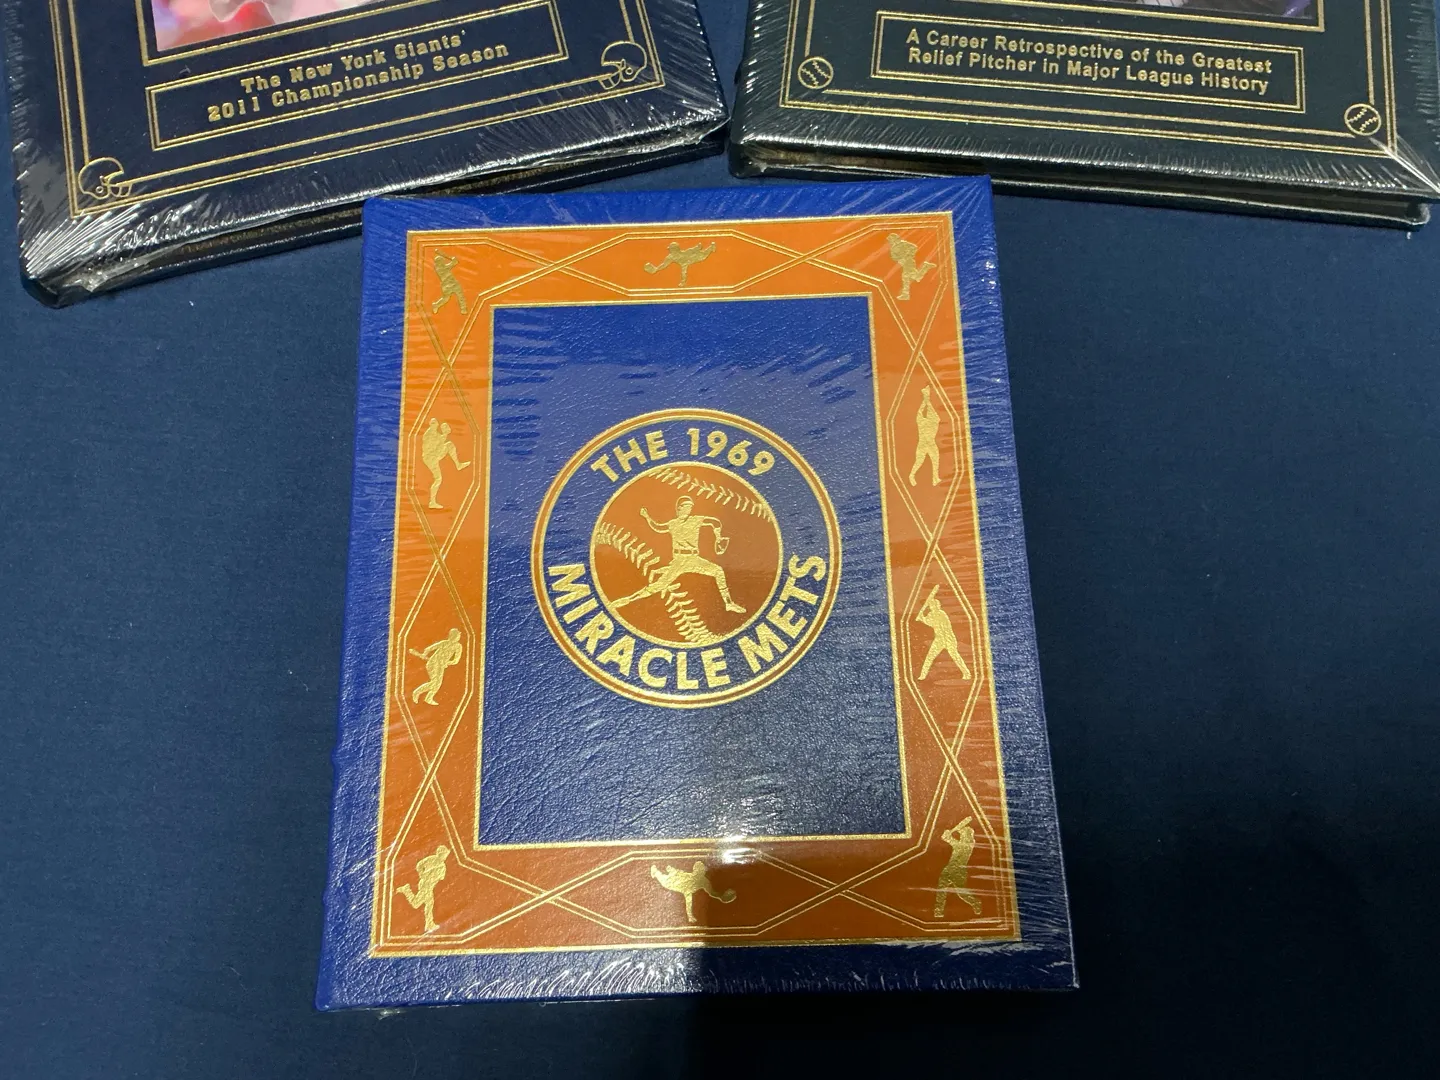 The New York Giants'
2011 Championship Season
A Career Retrospective of the Greatest
Relief Pitcher in Major League History
THE 1969
MIRACLE METS